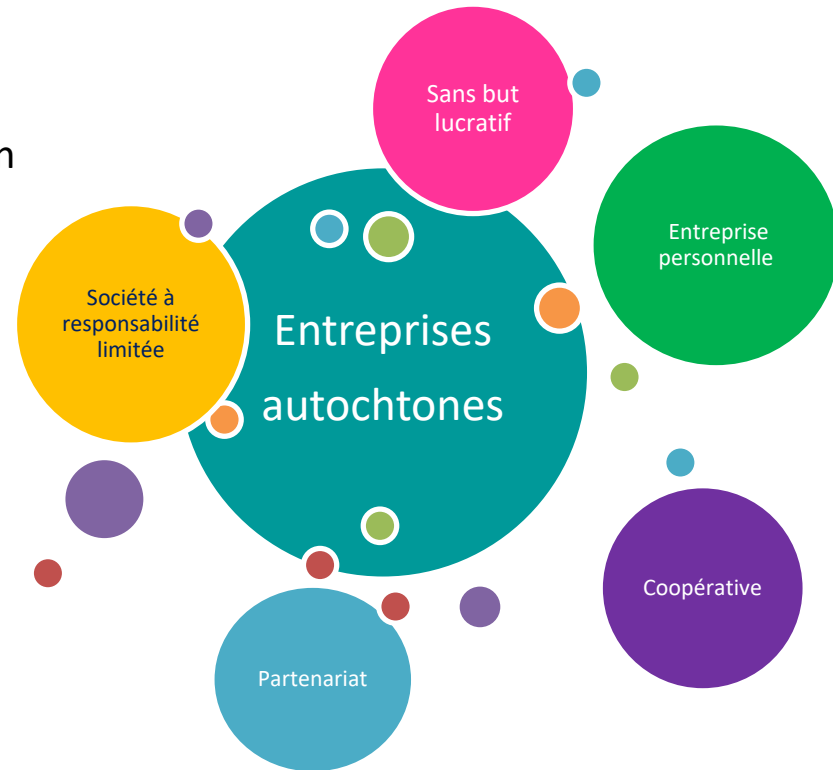 Sans but
lucratif
n
Entreprise
personnelle
Société à
responsabilité
limitée
Entreprises
autochtones
Coopérative
Partenariat